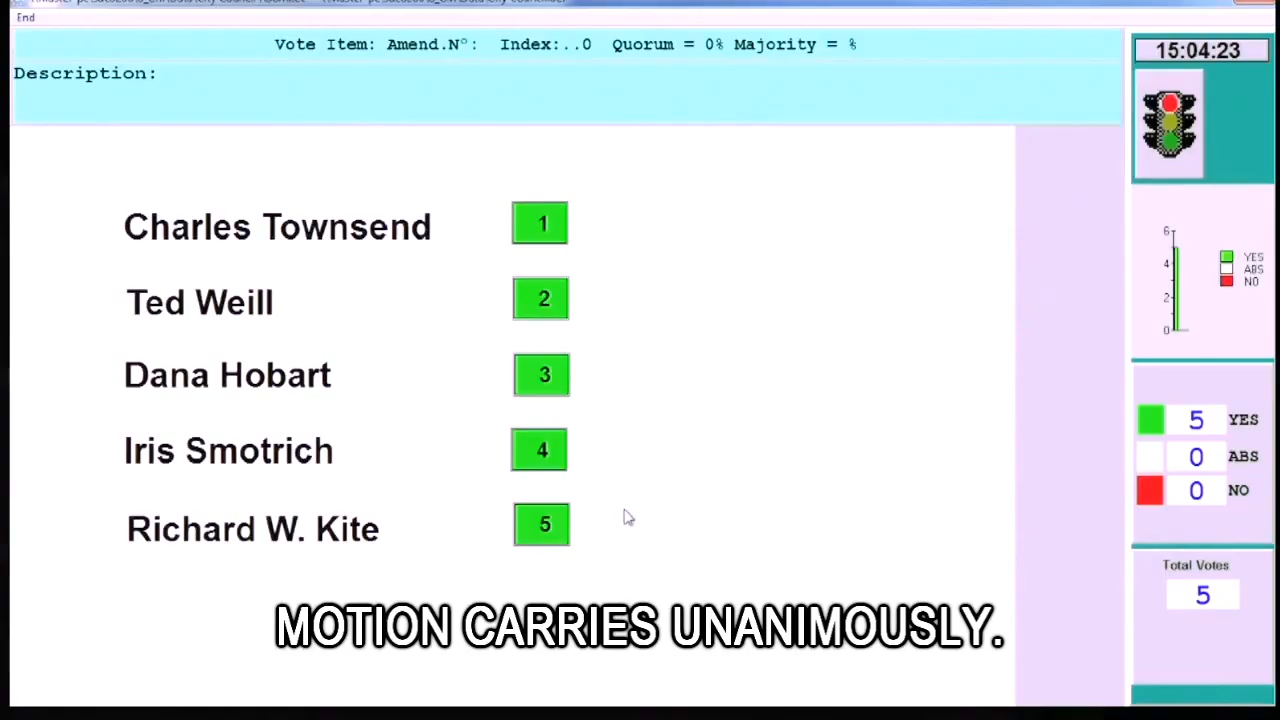 End
Vote Item: Amend.N°: Index:..0 Quorum = 0% Majority = %
Description:
15:04:23
Charles Townsend 1
Ted Weill 2
Dana Hobart 3
Iris Smotrich 4
Richard W. Kite 5
6
4
2
0
YES
ABS
NO
5 YES
0 ABS
0 NO
Total Votes
5
MOTION CARRIES UNANIMOUSLY.